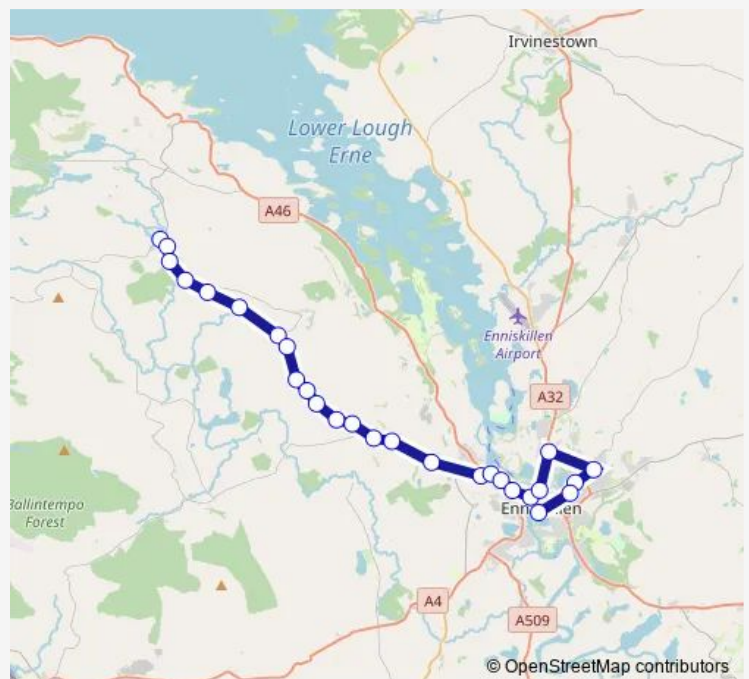 Irvinestown
Lower Lough
Erne
A46
Enniskillen
Airport
A32
Ballintempo
Forest
A4
A509
© OpenStreetMap contributors